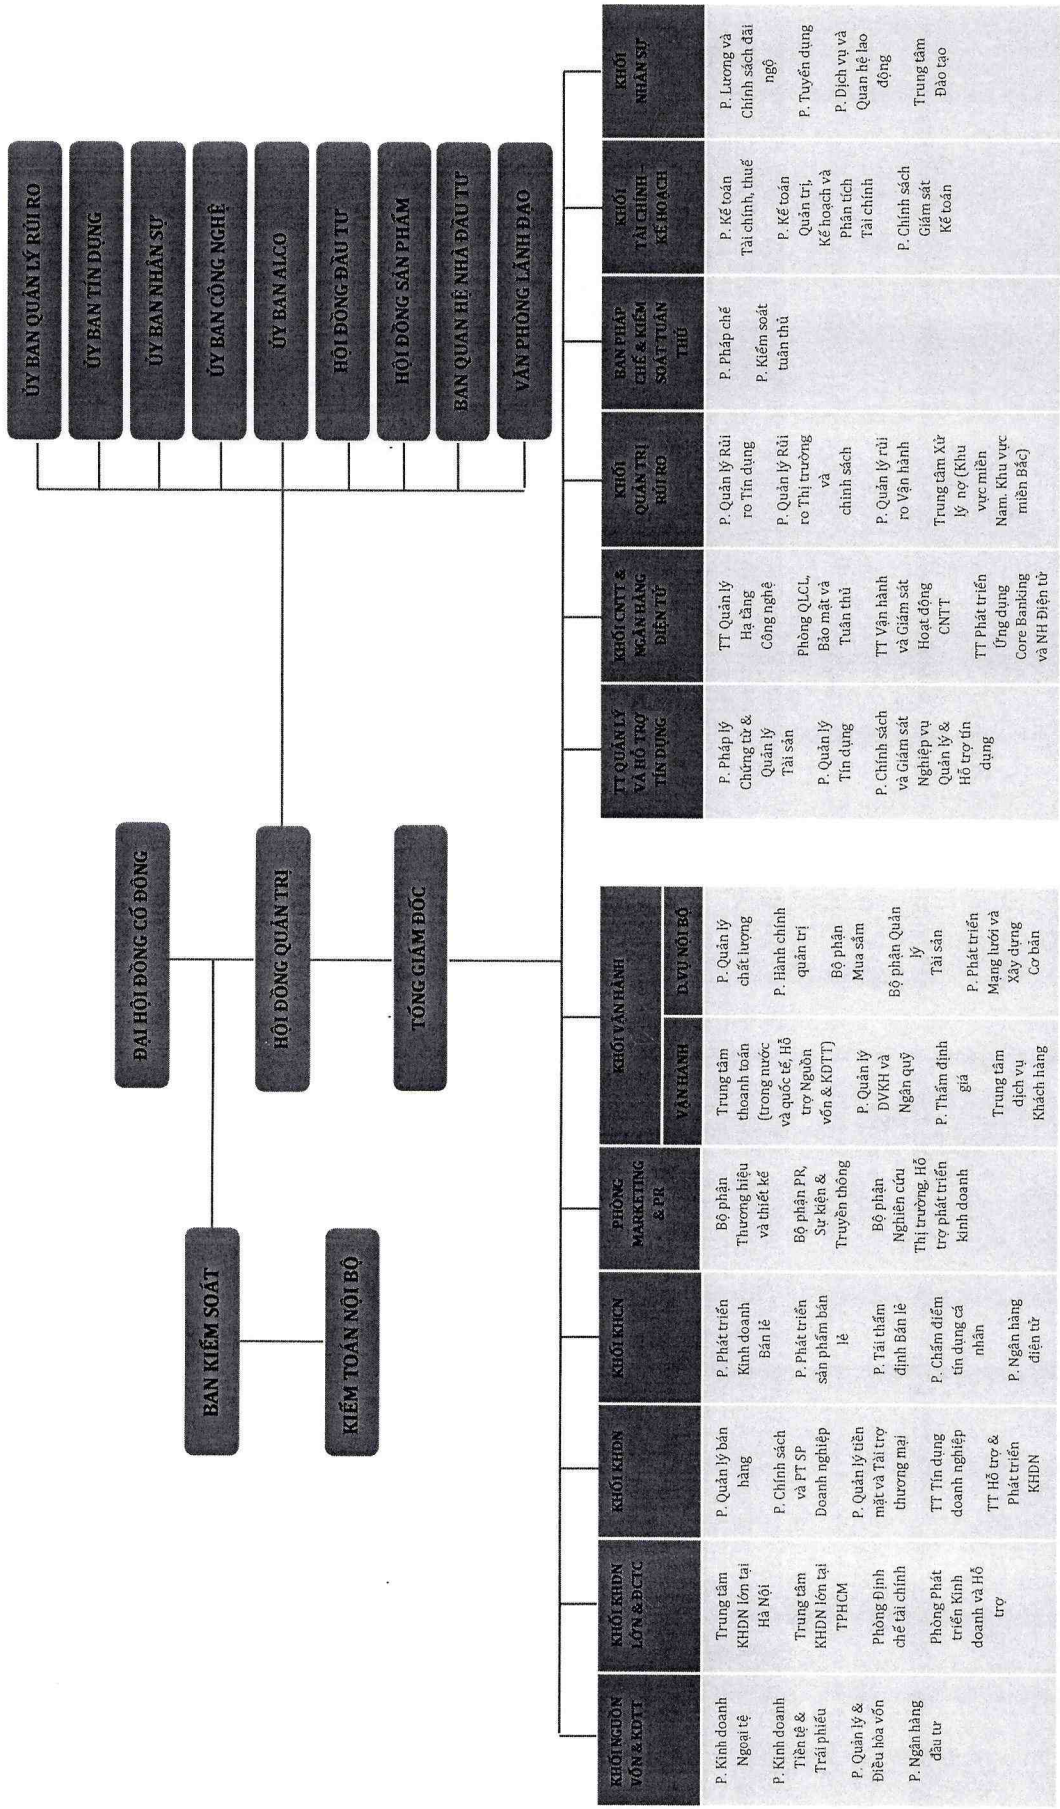 ĐẠI HỘI ĐỒNG CỔ ĐÔNG
BAN KIỂM SOÁT
KIỂM TOÁN NỘI BỘ
HỘI ĐỒNG QUẢN TRỊ
TỔNG GIÁM ĐỐC
ỦY BAN QUẢN LÝ RỦI RO
ỦY BAN TÍN DỤNG
ỦY BAN NHÂN SỰ
ỦY BAN CÔNG NGHỆ
ỦY BAN ALCO
HỘI ĐỒNG ĐẦU TƯ
HỘI ĐỒNG SẢN PHẨM
BAN QUAN HỆ NHÀ ĐẦU TƯ
VĂN PHÒNG LÃNH ĐẠO
KHỐI NGUỒN
VỐN & KDTT
P. Kinh doanh
Ngoại tệ
P. Kinh doanh
Tiền tệ &
Trái phiếu
P. Quản lý &
Điều hòa vốn
P. Ngân hàng
đầu tư
KHỐI KHDN
LỚN & ĐCTC
Trung tâm
KHDN lớn tại
Hà Nội
Trung tâm
KHDN lớn tại
TPHCM
Phòng Định
chế tài chính
Phòng Phát
triển Kinh
doanh và Hỗ
trợ
KHỐI KHDN
P. Quản lý bán
hàng
P. Chính sách
và PT SP
Doanh nghiệp
P. Quản lý tiền
mặt và Tài trợ
thương mại
TT Tín dụng
doanh nghiệp
TT Hỗ trợ &
Phát triển
KHDN
KHỐI KHCN
P. Phát triển
Kinh doanh
Bán lẻ
P. Phát triển
sản phẩm bán
lẻ
P. Tái thẩm
định Bán lẻ
P. Chấm điểm
tín dụng cá
nhân
P. Ngân hàng
điện tử
PHÒNG
MARKETING
& PR
Bộ phận
Thương hiệu
và thiết kế
Bộ phận PR,
Sự kiện &
Truyền thông
Bộ phận
Nghiên cứu
Thị trường, Hỗ
trợ phát triển
kinh doanh
KHỐI VẬN HÀNH
VẬN HÀNH
Trung tâm
thoanh toán
(trong nước
và quốc tế, Hỗ
trợ Nguồn
vốn & KDTT)
P. Quản lý
DVKH và
Ngân quỹ
P. Thẩm định
giá
Trung tâm
dịch vụ
Khách hàng
D.VỤ NỘI BỘ
P. Quản lý
chất lượng
P. Hành chính
quản trị
Bộ phận
Mua sắm
Bộ phận Quản
lý
Tài sản
P. Phát triển
Mạng lưới và
Xây dựng
Cơ bản
TT QUẢN LÝ
VÀ HỖ TRỢ
TÍN DỤNG
P. Pháp lý
Chứng từ &
Quản lý
Tài sản
P. Quản lý
Tín dụng
P. Chính sách
và Giám sát
Nghiệp vụ
Quản lý &
Hỗ trợ tín
dụng
KHỐI CNTT &
NGÂN HÀNG
ĐIỆN TỬ
TT Quản lý
Hạ tầng
Công nghệ
Phòng QLCL,
Bảo mật và
Tuân thủ
TT Vận hành
và Giám sát
Hoạt động
CNTT
TT Phát triển
Ứng dụng
Core Banking
và NH Điện tử
KHỐI
QUẢN TRỊ
RỦI RO
P. Quản lý Rủi
ro Tín dụng
P. Quản lý Rủi
ro Thị trường
và
chính sách
P. Quản lý rủi
ro Vận hành
Trung tâm Xử
lý nợ (Khu
vực miền
Nam. Khu vực
miền Bắc)
BAN PHÁP
CHẾ & KIỂM
SOÁT TUÂN
THỦ
P. Pháp chế
P. Kiểm soát
tuân thủ
KHỐI
TÀI CHÍNH –
KẾ HOẠCH
P. Kế toán
Tài chính, thuế
P. Kế toán
Quản trị,
Kế hoạch và
Phân tích
Tài chính
P. Chính sách
Giám sát
Kế toán
KHỐI
NHÂN SỰ
P. Lương và
Chính sách đãi
ngộ
P. Tuyển dụng
P. Dịch vụ và
Quan hệ lao
động
Trung tâm
Đào tạo